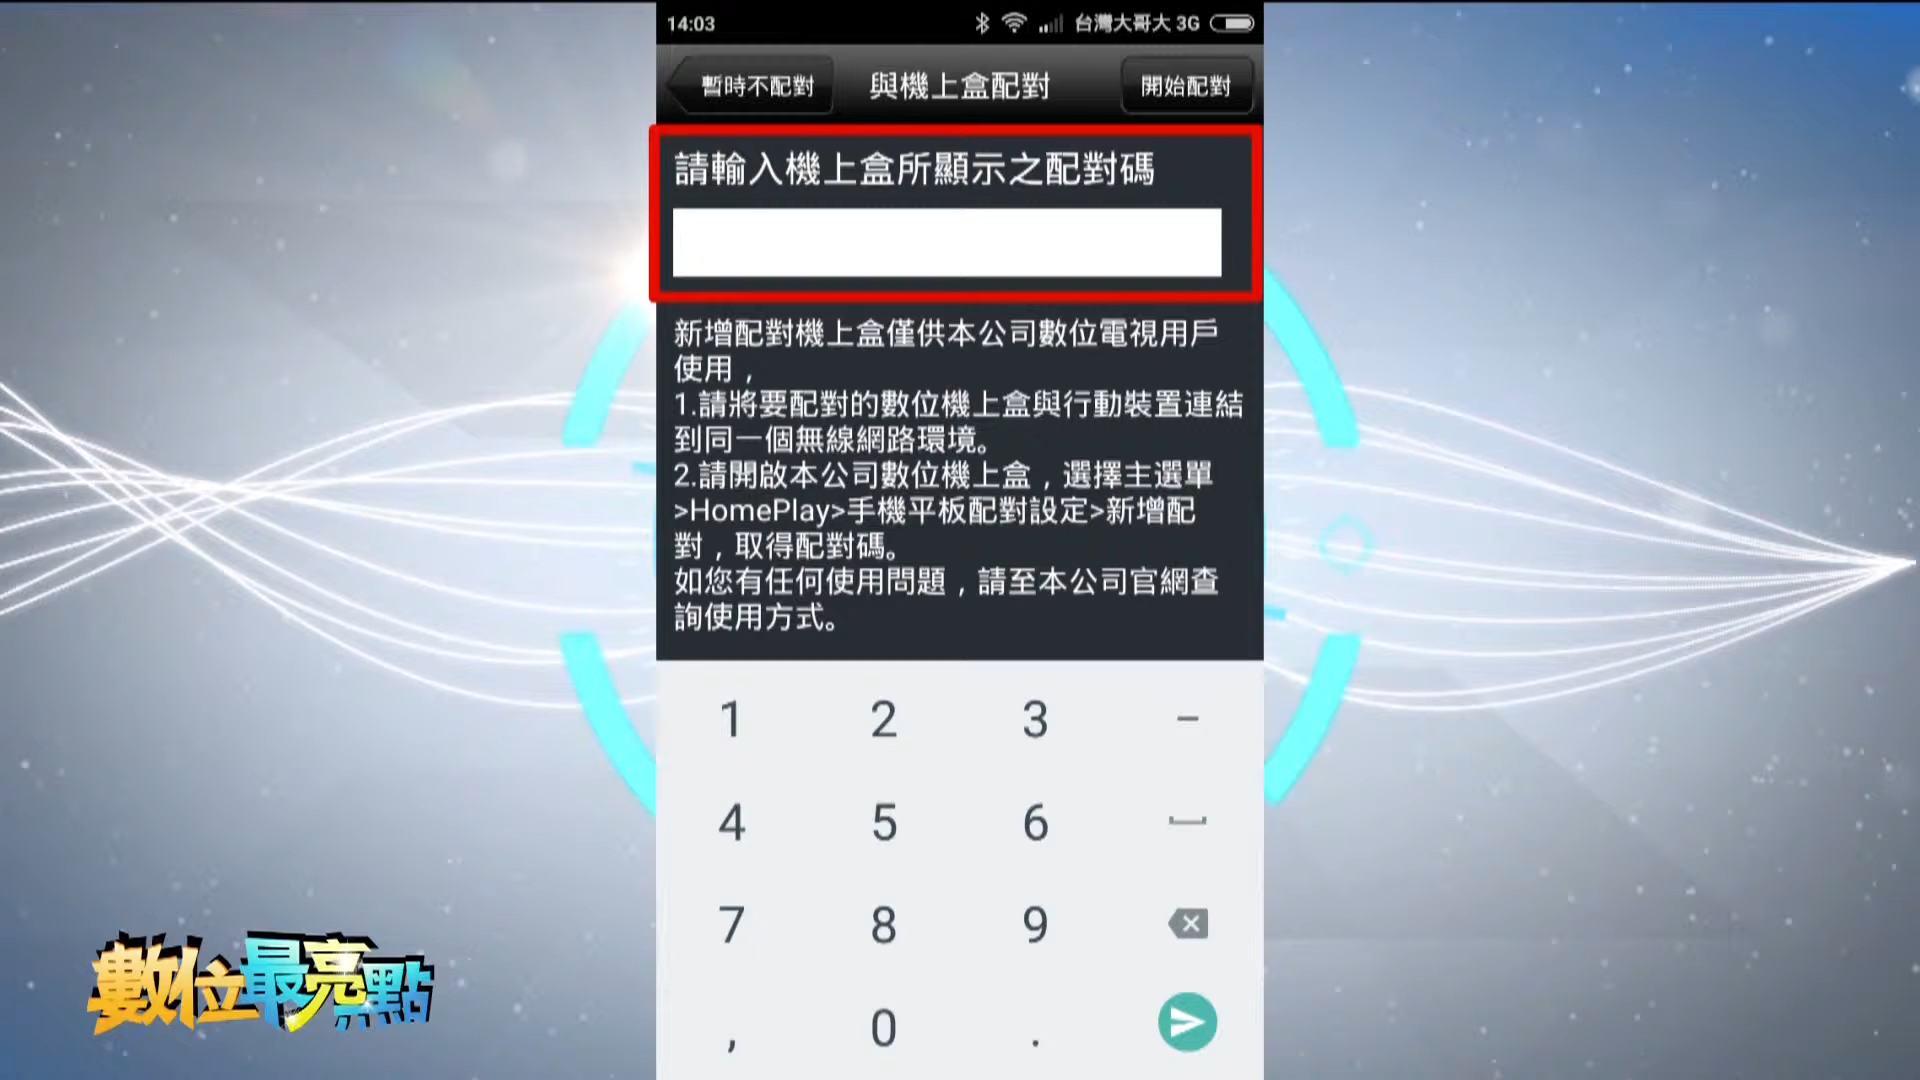 14:03 台灣大哥大 3G
暫時不配對 與機上盒配對 開始配對
請輸入機上盒所顯示之配對碼
新增配對機上盒僅供本公司數位電視用戶
使用，
1.請將要配對的數位機上盒與行動裝置連結
到同一個無線網路環境。
2.請開啟本公司數位機上盒，選擇主選單
>HomePlay>手機平板配對設定>新增配
對，取得配對碼。
如您有任何使用問題，請至本公司官網查
詢使用方式。
1 2 3 –
4 5 6
7 8 9
, 0 .
數位最亮點